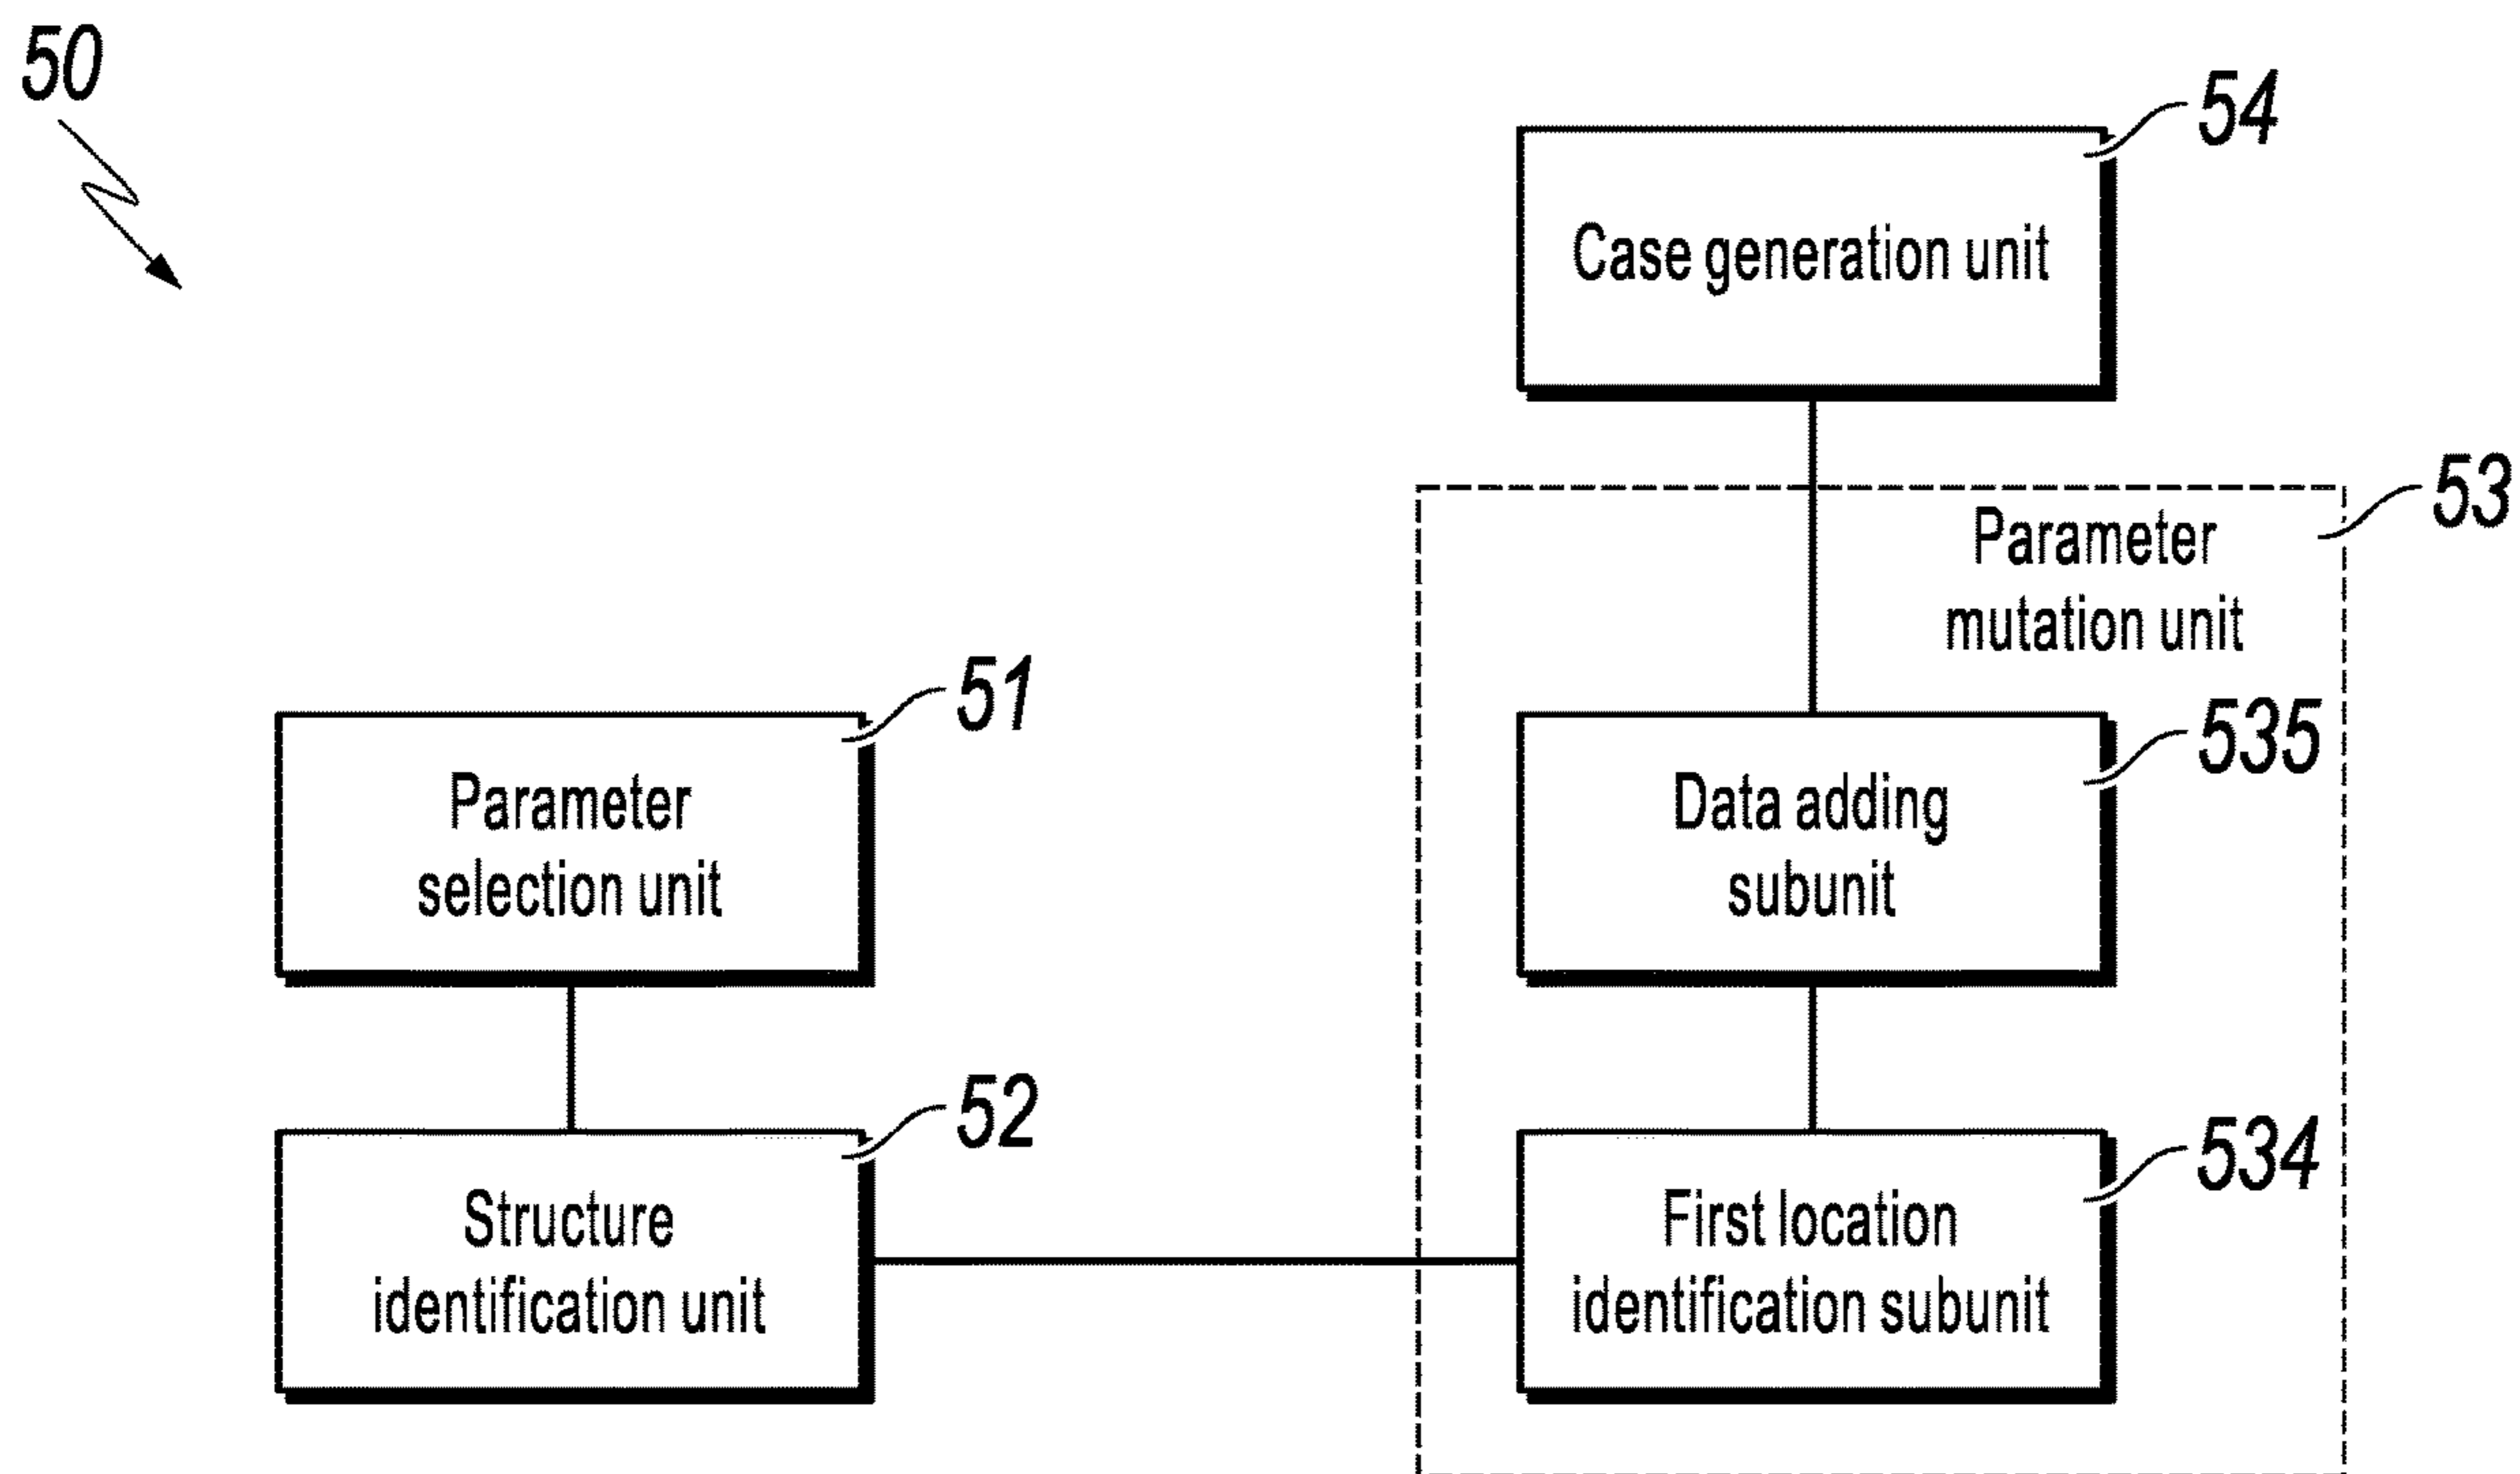 50
54
Case generation unit
53
Parameter
mutation unit
51
535
Parameter
selection unit
Data adding
subunit
52
534
Structure
identification unit
First location
identification subunit